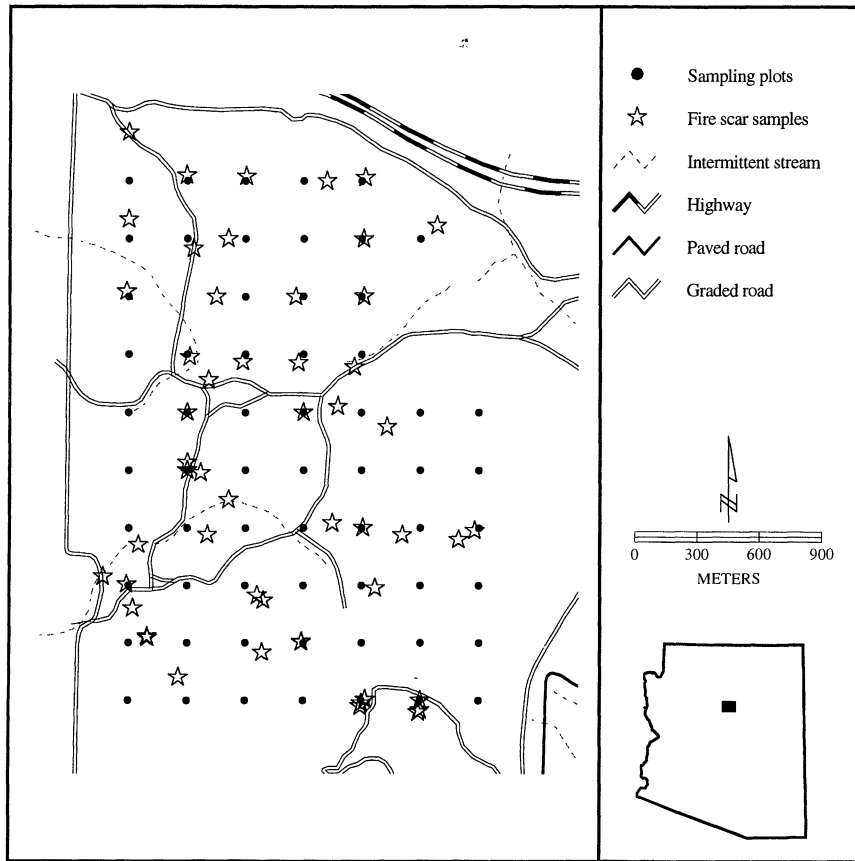 Sampling plots
Fire scar samples
Intermittent stream
Highway
Paved road
Graded road
N
0 300 600 900
METERS